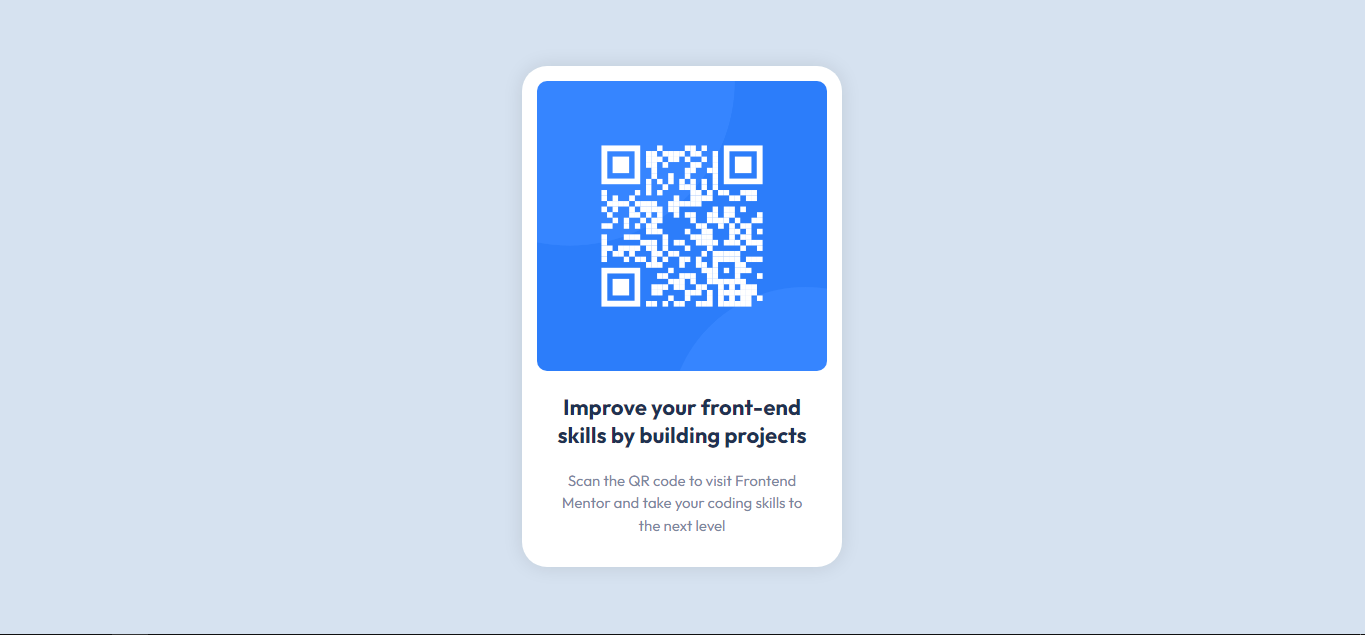 Improve your front-end
skills by building projects
Scan the QR code to visit Frontend
Mentor and take your coding skills to
the next level